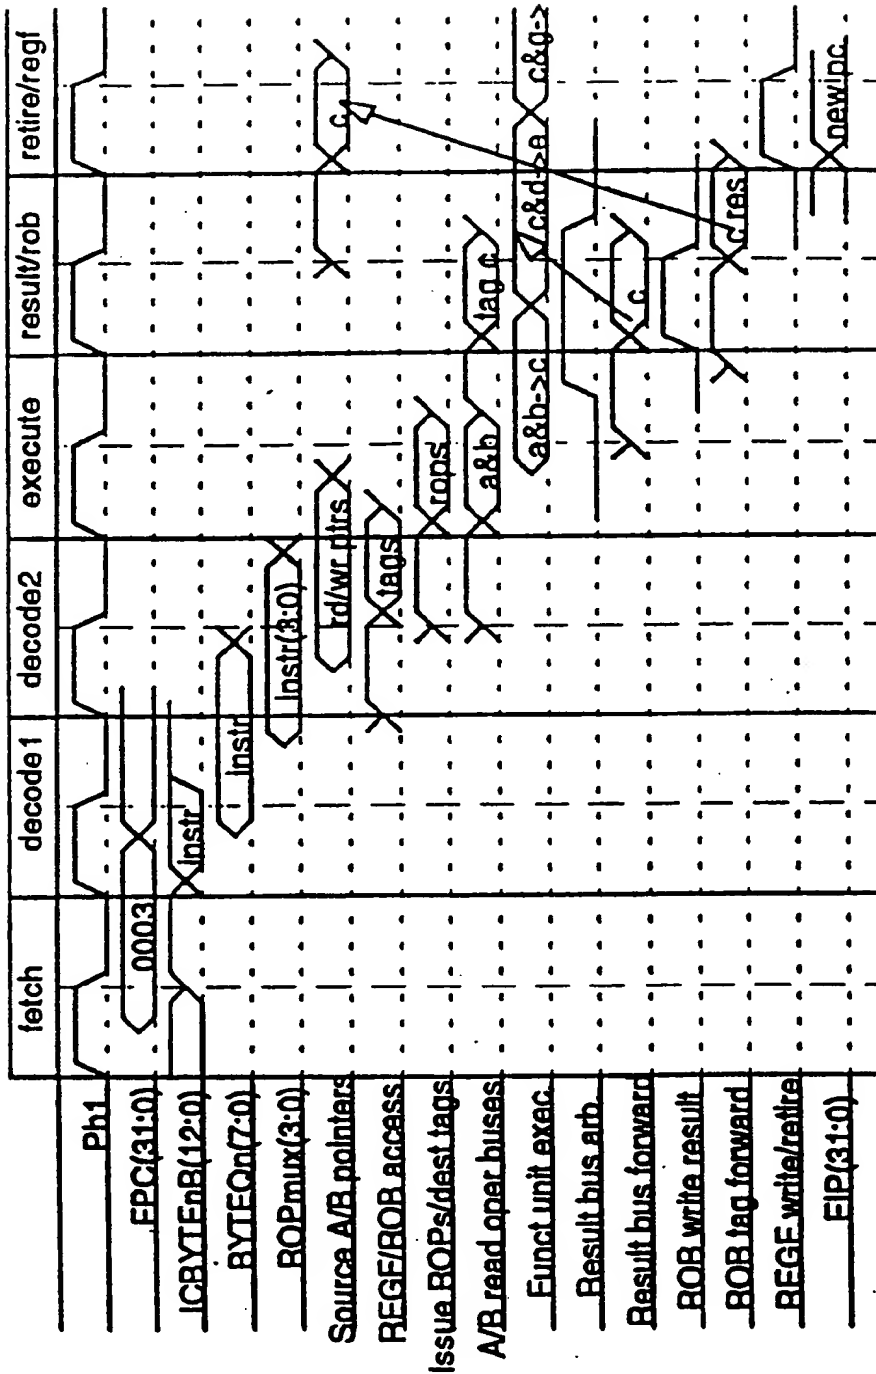 fetch decode1 decode2 execute result/rob retire/regf
Ph1
FPC(31:0) 0003
ICBYTEnB(12:0) Instr
BYTEQn(7:0) Instr
ROPmux(3:0) Instr(3:0)
Source A/B pointers rd/wr ptrs c
REGF/ROB access tags
Issue ROPs/dest tags rops
A/B read oper buses a&b tag c
Funct unit exec a&b->c c&d->e c&g->
Result bus arb
Result bus forward c
ROB write result
ROB tag forward c res
REGF write/retire
EIP(31:0) newlpc